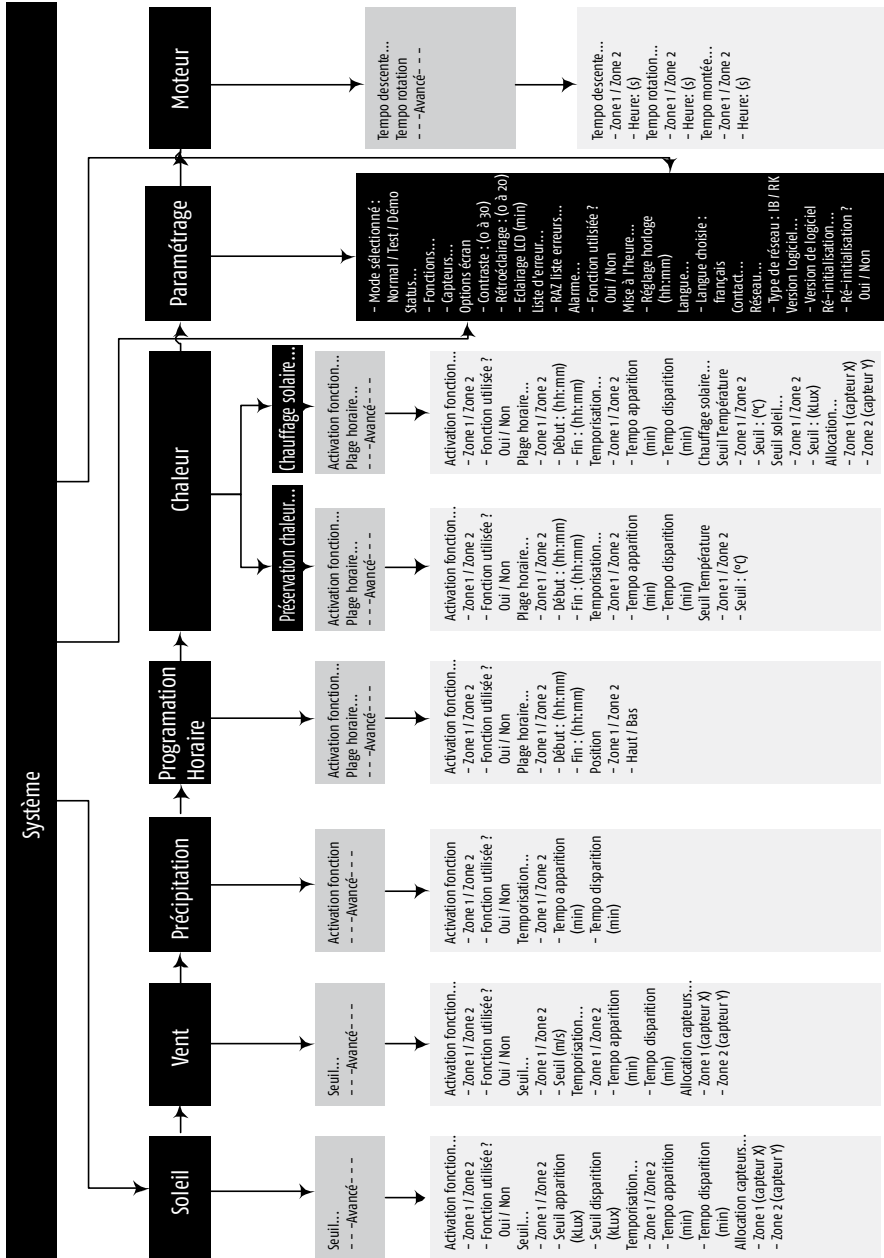 Système
Soleil
Seuil...
- - -Avancé- - -
Activation fonction...
- Zone 1 / Zone 2
- Fonction utilisée ?
Oui / Non
Seuil...
- Zone 1 / Zone 2
- Seuil apparition
(kLux)
- Seuil disparition
(kLux)
Temporisation...
- Zone 1 / Zone 2
- Tempo apparition
(min)
- Tempo disparition
(min)
Allocation capteurs...
- Zone 1 (capteur X)
- Zone 2 (capteur Y)
Vent
Seuil...
- - -Avancé- - -
Activation fonction...
- Zone 1 / Zone 2
- Fonction utilisée ?
Oui / Non
Seuil...
- Zone 1 / Zone 2
- Seuil (m/s)
Temporisation...
- Zone 1 / Zone 2
- Tempo apparition
(min)
- Tempo disparition
(min)
Allocation capteurs...
- Zone 1 (capteur X)
- Zone 2 (capteur Y)
Précipitation
Activation fonction
- - -Avancé- - -
Activation fonction
- Zone 1 / Zone 2
- Fonction utilisée ?
Oui / Non
Temporisation...
- Zone 1 / Zone 2
- Tempo apparition
(min)
- Tempo disparition
(min)
Programation
Horaire
Activation fonction...
Plage horaire...
- - -Avancé- - -
Activation fonction...
- Zone 1 / Zone 2
- Fonction utilisée ?
Oui / Non
Plage horaire...
- Zone 1 / Zone 2
- Début : (hh:mm)
- Fin : (hh:mm)
Position
- Zone 1 / Zone 2
- Haut / Bas
Chaleur
Préservation chaleur...
Activation fonction...
Plage horaire...
- - -Avancé- - -
Activation fonction...
- Zone 1 / Zone 2
- Fonction utilisée ?
Oui / Non
Plage horaire...
- Zone 1 / Zone 2
- Début : (hh:mm)
- Fin : (hh:mm)
Temporisation...
- Zone 1 / Zone 2
- Tempo apparition
(min)
- Tempo disparition
(min)
Seuil Température
- Zone 1 / Zone 2
- Seuil : (°C)
Chauffage solaire...
Activation fonction...
Plage horaire...
- - -Avancé- - -
Activation fonction...
- Zone 1 / Zone 2
- Fonction utilisée ?
Oui / Non
Plage horaire...
- Zone 1 / Zone 2
- Début : (hh:mm)
- Fin : (hh:mm)
Temporisation...
- Zone 1 / Zone 2
- Tempo apparition
(min)
- Tempo disparition
(min)
Chauffage solaire...
Seuil Température
- Zone 1 / Zone 2
- Seuil : (°C)
Seuil soleil...
- Zone 1 / Zone 2
- Seuil : (kLux)
Allocation...
- Zone 1 (capteur X)
- Zone 2 (capteur Y)
Paramétrage
- Mode sélectionné :
Normal / Test / Démo
Status...
- Fonctions...
- Capteurs...
Options écran
- Contraste : (0 à 30)
- Rétroéclairage : (0 à 20)
- Eclairage LCD (min)
Liste d'erreur...
- RAZ liste erreurs...
Alarme...
- Fonction utilisée ?
Oui / Non
Mise à l'heure...
- Réglage horloge
(hh:mm)
Langue...
- Langue choisie :
français
Contact...
Réseau...
- Type de réseau : IB / RK
Version Logiciel...
- Version de logiciel
Ré-initialisation...
- Ré-initialisation ?
Oui / Non
Moteur
Tempo descente...
Tempo rotation
- - -Avancé- - -
Tempo descente...
- Zone 1 / Zone 2
- Heure: (s)
Tempo rotation...
- Zone 1 / Zone 2
- Heure: (s)
Tempo montée...
- Zone 1 / Zone 2
- Heure: (s)